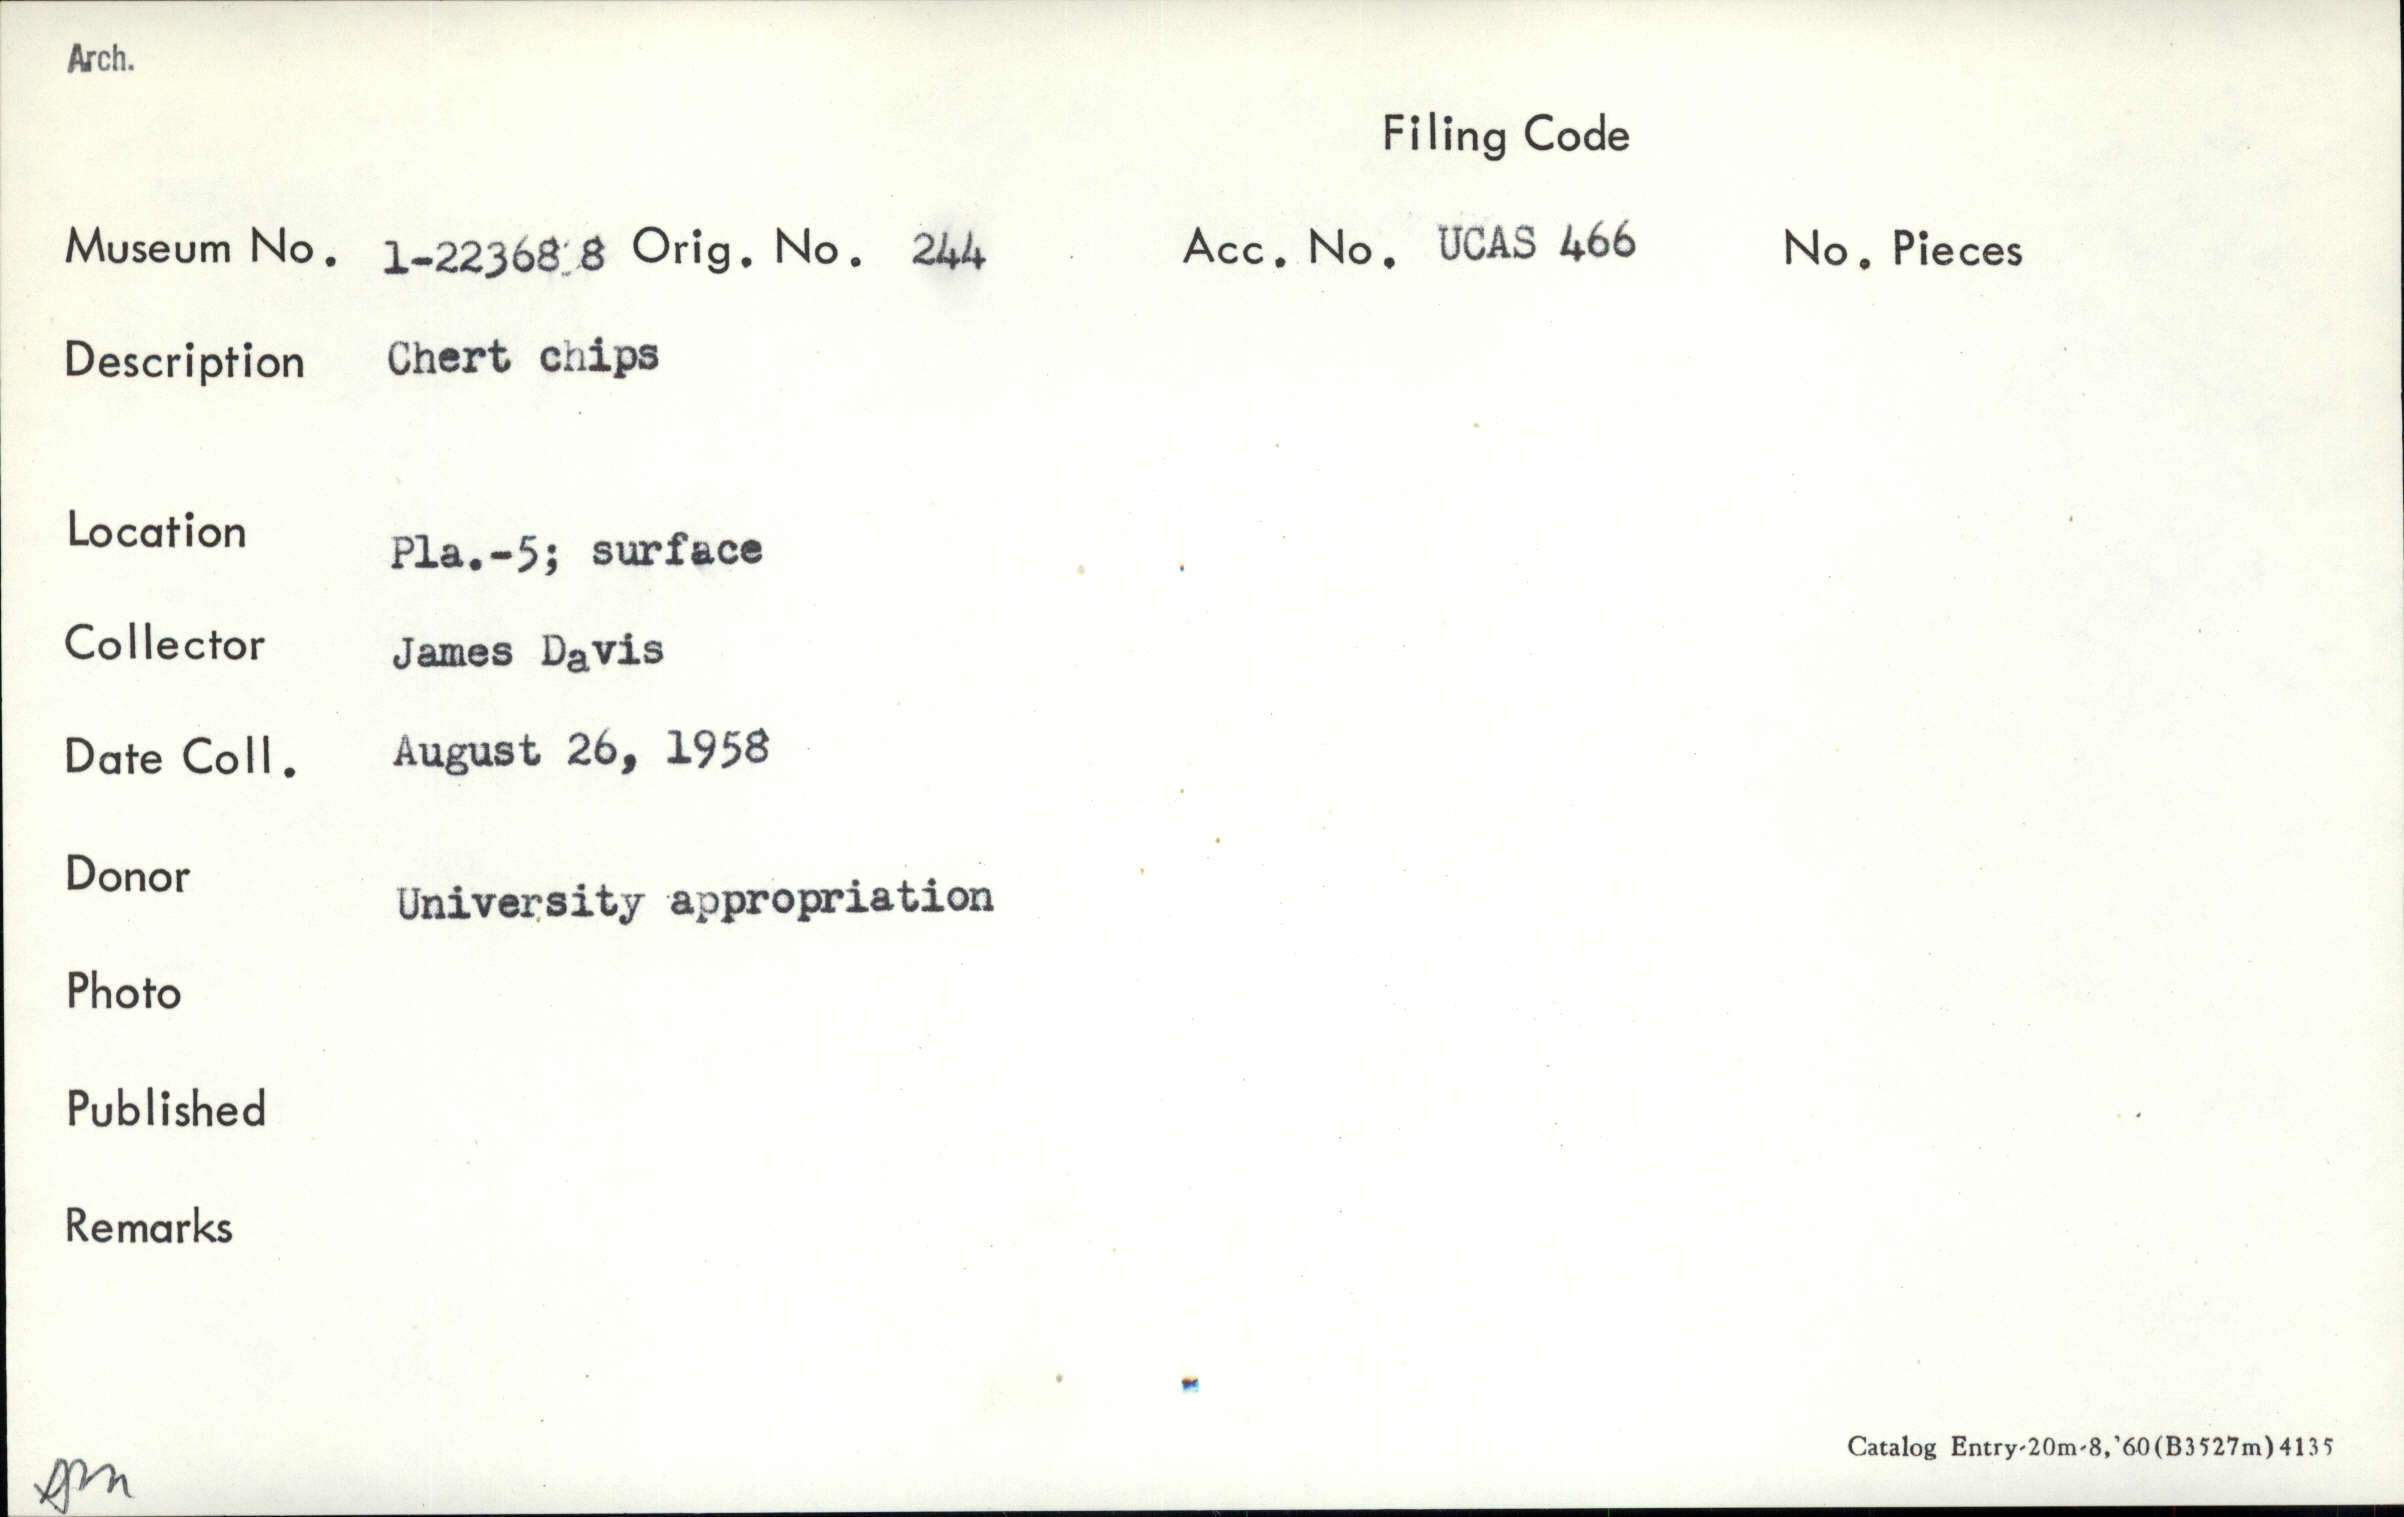 Arch.
Filing Code
Museum No. 1-223688 Orig. No. 244 Acc. No. UCAS 466 No. Pieces
Description Chert chips
Location Pla.-5; surface
Collector James Davis
Date Coll. August 26, 1958
Donor University appropriation
Photo
Published
Remarks
Catalog Entry-20m-8,'60(B3527m)4135